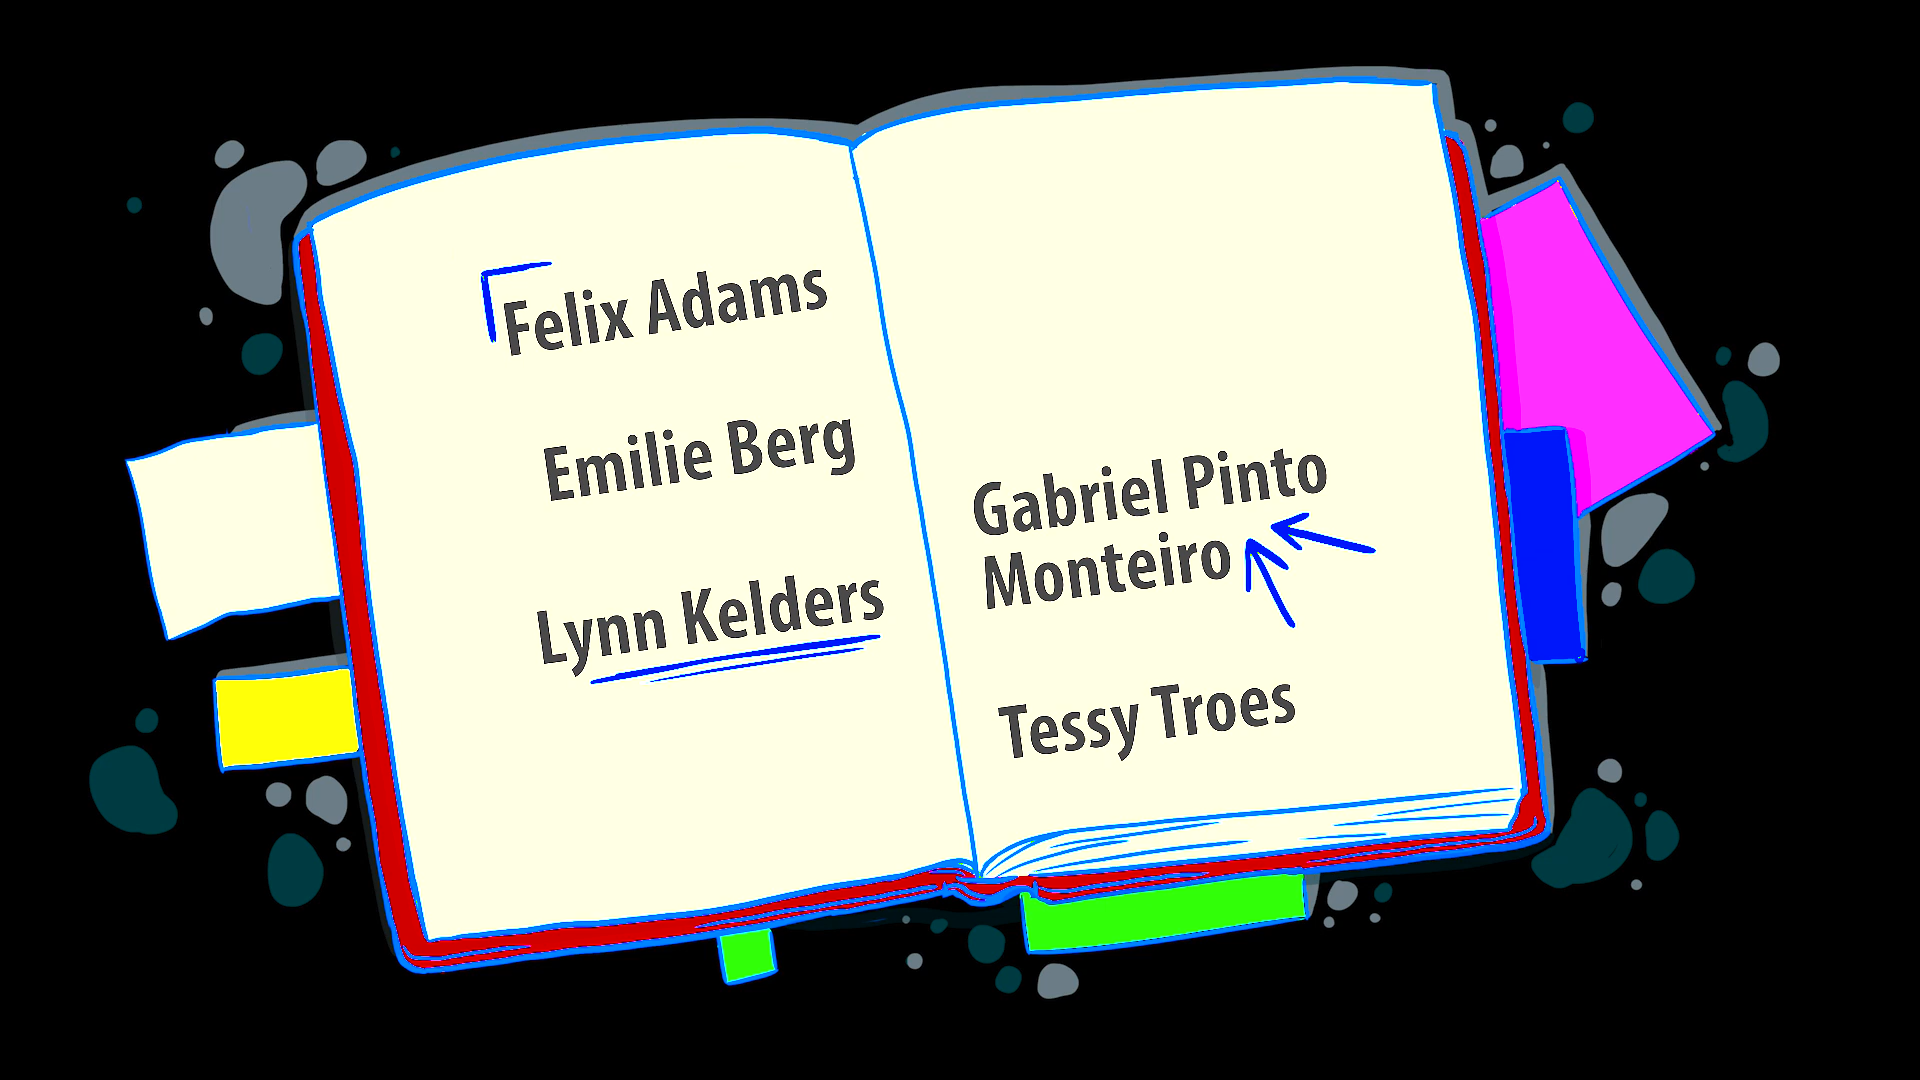 Felix Adams
Emilie Berg
Lynn Kelders
Gabriel Pinto
Monteiro
Tessy Troes